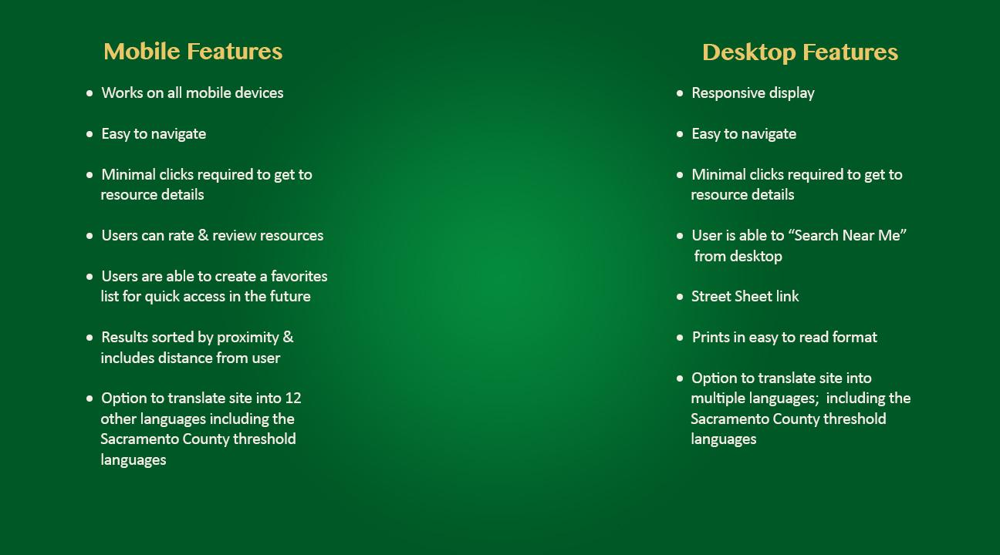 Mobile Features
• Works on all mobile devices
• Easy to navigate
• Minimal clicks required to get to
resource details
• Users can rate & review resources
• Users are able to create a favorites
list for quick access in the future
• Results sorted by proximity &
includes distance from user
• Option to translate site into 12
other languages including the
Sacramento County threshold
languages
Desktop Features
• Responsive display
• Easy to navigate
• Minimal clicks required to get to
resource details
• User is able to “Search Near Me”
from desktop
• Street Sheet link
• Prints in easy to read format
• Option to translate site into
multiple languages;  including the
Sacramento County threshold
languages